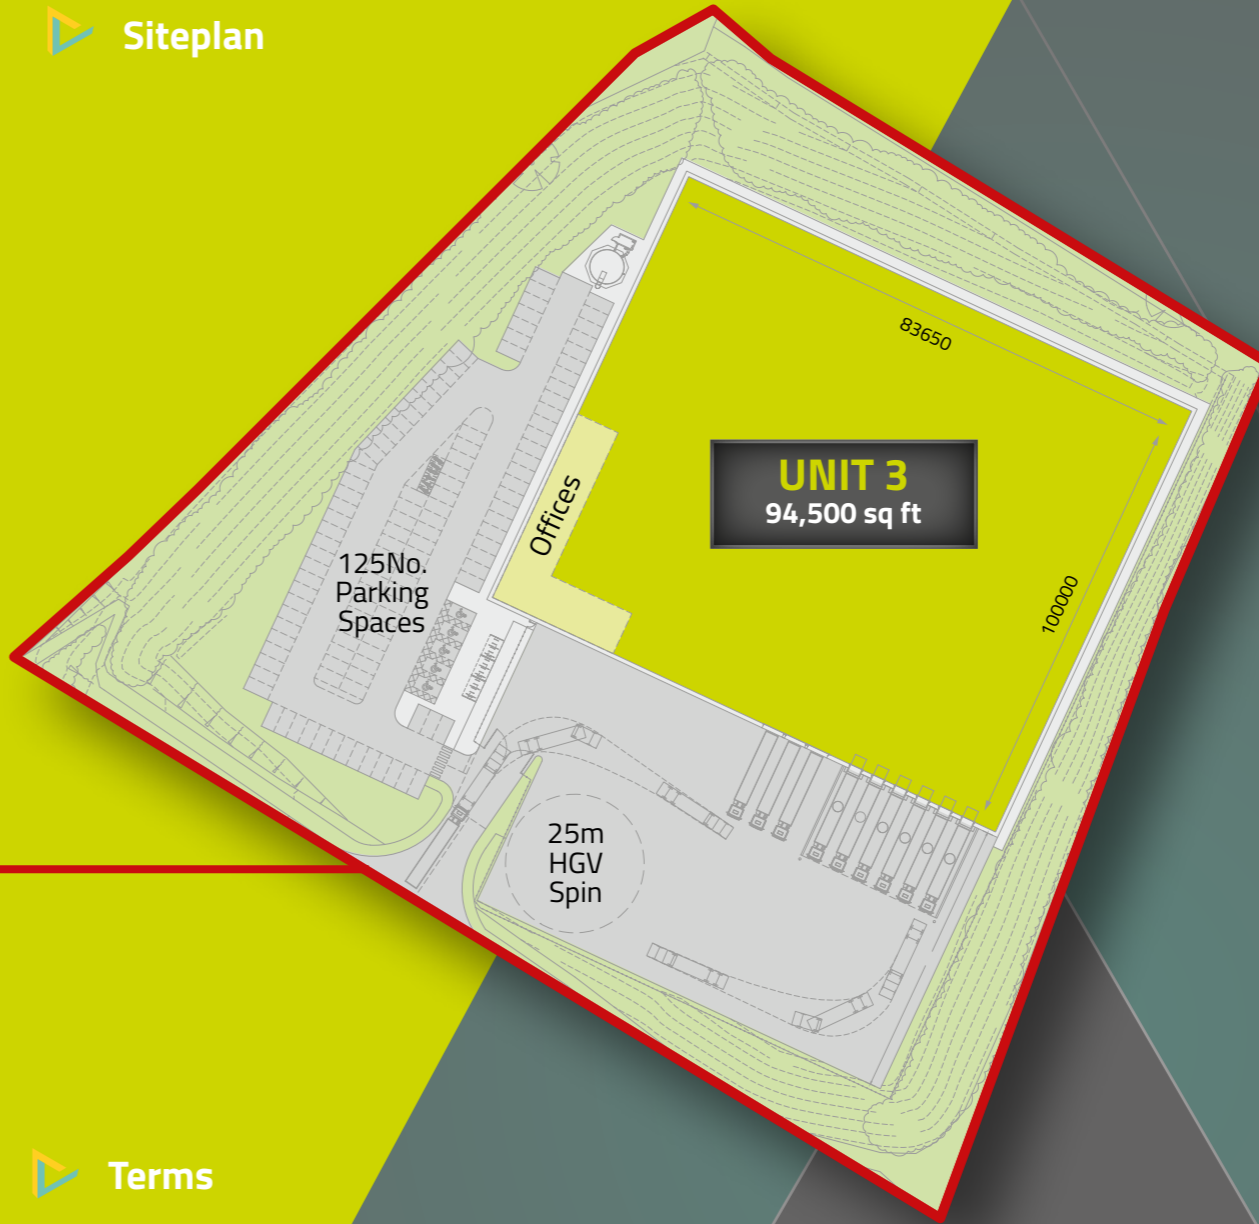 Siteplan
83650
UNIT 3
94,500 sq ft
Offices
100000
125No.
Parking
Spaces
25m
HGV
Spin
Terms